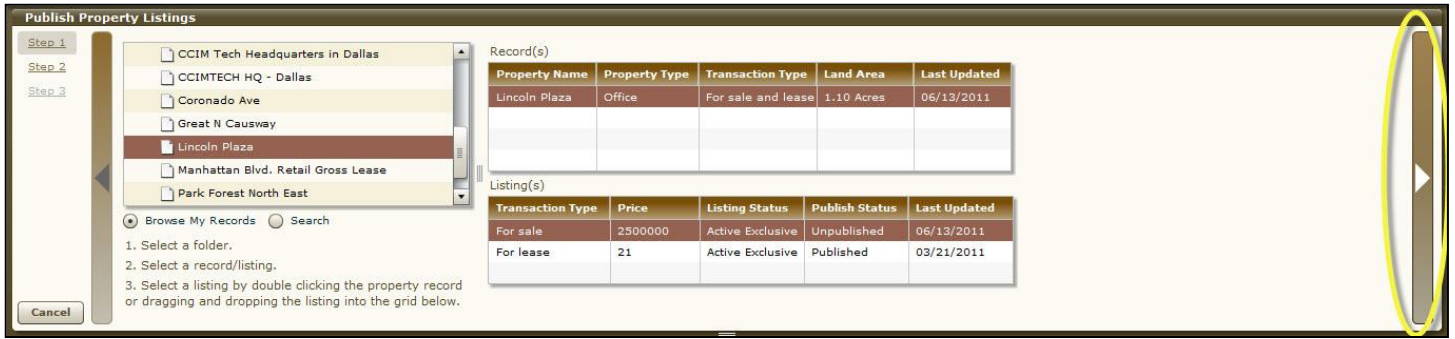 Publish Property Listings
Step 1
Step 2
Step 3
Cancel
CCIM Tech Headquarters in Dallas
CCIMTECH HQ - Dallas
Coronado Ave
Great N Causway
Lincoln Plaza
Manhattan Blvd. Retail Gross Lease
Park Forest North East
Browse My Records Search
1. Select a folder.
2. Select a record/listing.
3. Select a listing by double clicking the property record
or dragging and dropping the listing into the grid below.
Record(s)
Property Name Property Type Transaction Type Land Area Last Updated
Lincoln Plaza Office For sale and lease 1.10 Acres 06/13/2011
Listing(s)
Transaction Type Price Listing Status Publish Status Last Updated
For sale 2500000 Active Exclusive Unpublished 06/13/2011
For lease 21 Active Exclusive Published 03/21/2011